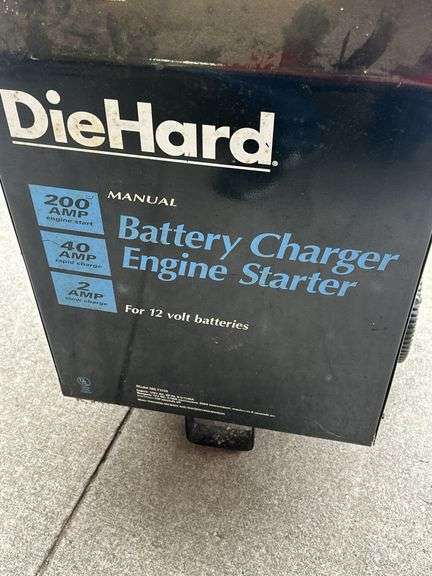 DieHard
MANUAL
200
AMP
engine start
40
AMP
rapid charge
2
AMP
slow charge
Battery Charger
Engine Starter
For 12 volt batteries
UL